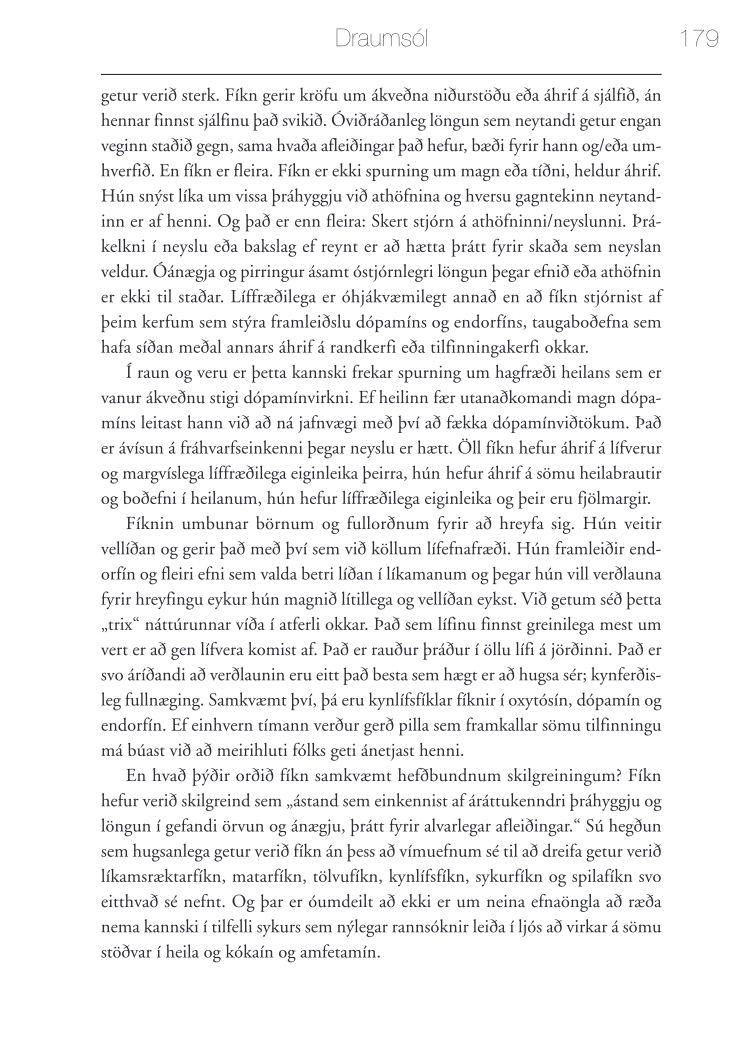 Draumsól 179
getur verið sterk. Fíkn gerir kröfu um ákveðna niðurstöðu eða áhrif á sjálfið, án
hennar finnst sjálfinu það svikið. Óviðráðanleg löngun sem neytandi getur engan
veginn staðið gegn, sama hvaða afleiðingar það hefur, bæði fyrir hann og/eða um-
hverfið. En fíkn er fleira. Fíkn er ekki spurning um magn eða tíðni, heldur áhrif.
Hún snýst líka um vissa þráhyggju við athöfnina og hversu gagntekinn neytand-
inn er af henni. Og það er enn fleira: Skert stjórn á athöfninni/neyslunni. Þrá-
kelkni í neyslu eða bakslag ef reynt er að hætta þrátt fyrir skaða sem neyslan
veldur. Óánægja og pirringur ásamt óstjórnlegri löngun þegar efnið eða athöfnin
er ekki til staðar. Líffræðilega er óhjákvæmilegt annað en að fíkn stjórnist af
þeim kerfum sem stýra framleiðslu dópamíns og endorfíns, taugaboðefna sem
hafa síðan meðal annars áhrif á randkerfi eða tilfinningakerfi okkar.
Í raun og veru er þetta kannski frekar spurning um hagfræði heilans sem er
vanur ákveðnu stigi dópamínvirkni. Ef heilinn fær utanaðkomandi magn dópa-
míns leitast hann við að ná jafnvægi með því að fækka dópamínviðtökum. Það
er ávísun á fráhvarfseinkenni þegar neyslu er hætt. Öll fíkn hefur áhrif á lífverur
og margvíslega líffræðilega eiginleika þeirra, hún hefur áhrif á sömu heilabrautir
og boðefni í heilanum, hún hefur líffræðilega eiginleika og þeir eru fjölmargir.
Fíknin umbunar börnum og fullorðnum fyrir að hreyfa sig. Hún veitir
vellíðan og gerir það með því sem við köllum lífefnafræði. Hún framleiðir end-
orfín og fleiri efni sem valda betri líðan í líkamanum og þegar hún vill verðlauna
fyrir hreyfingu eykur hún magnið lítillega og vellíðan eykst. Við getum séð þetta
„trix“ náttúrunnar víða í atferli okkar. Það sem lífinu finnst greinilega mest um
vert er að gen lífvera komist af. Það er rauður þráður í öllu lífi á jörðinni. Það er
svo áríðandi að verðlaunin eru eitt það besta sem hægt er að hugsa sér; kynferðis-
leg fullnæging. Samkvæmt því, þá eru kynlífsfíklar fíknir í oxytósín, dópamín og
endorfín. Ef einhvern tímann verður gerð pilla sem framkallar sömu tilfinningu
má búast við að meirihluti fólks geti ánetjast henni.
En hvað þýðir orðið fíkn samkvæmt hefðbundnum skilgreiningum? Fíkn
hefur verið skilgreind sem „ástand sem einkennist af áráttukenndri þráhyggju og
löngun í gefandi örvun og ánægju, þrátt fyrir alvarlegar afleiðingar.“ Sú hegðun
sem hugsanlega getur verið fíkn án þess að vímuefnum sé til að dreifa getur verið
líkamsræktarfíkn, matarfíkn, tölvufíkn, kynlífsfíkn, sykurfíkn og spilafíkn svo
eitthvað sé nefnt. Og þar er óumdeilt að ekki er um neina efnaöngla að ræða
nema kannski í tilfelli sykurs sem nýlegar rannsóknir leiða í ljós að virkar á sömu
stöðvar í heila og kókaín og amfetamín.